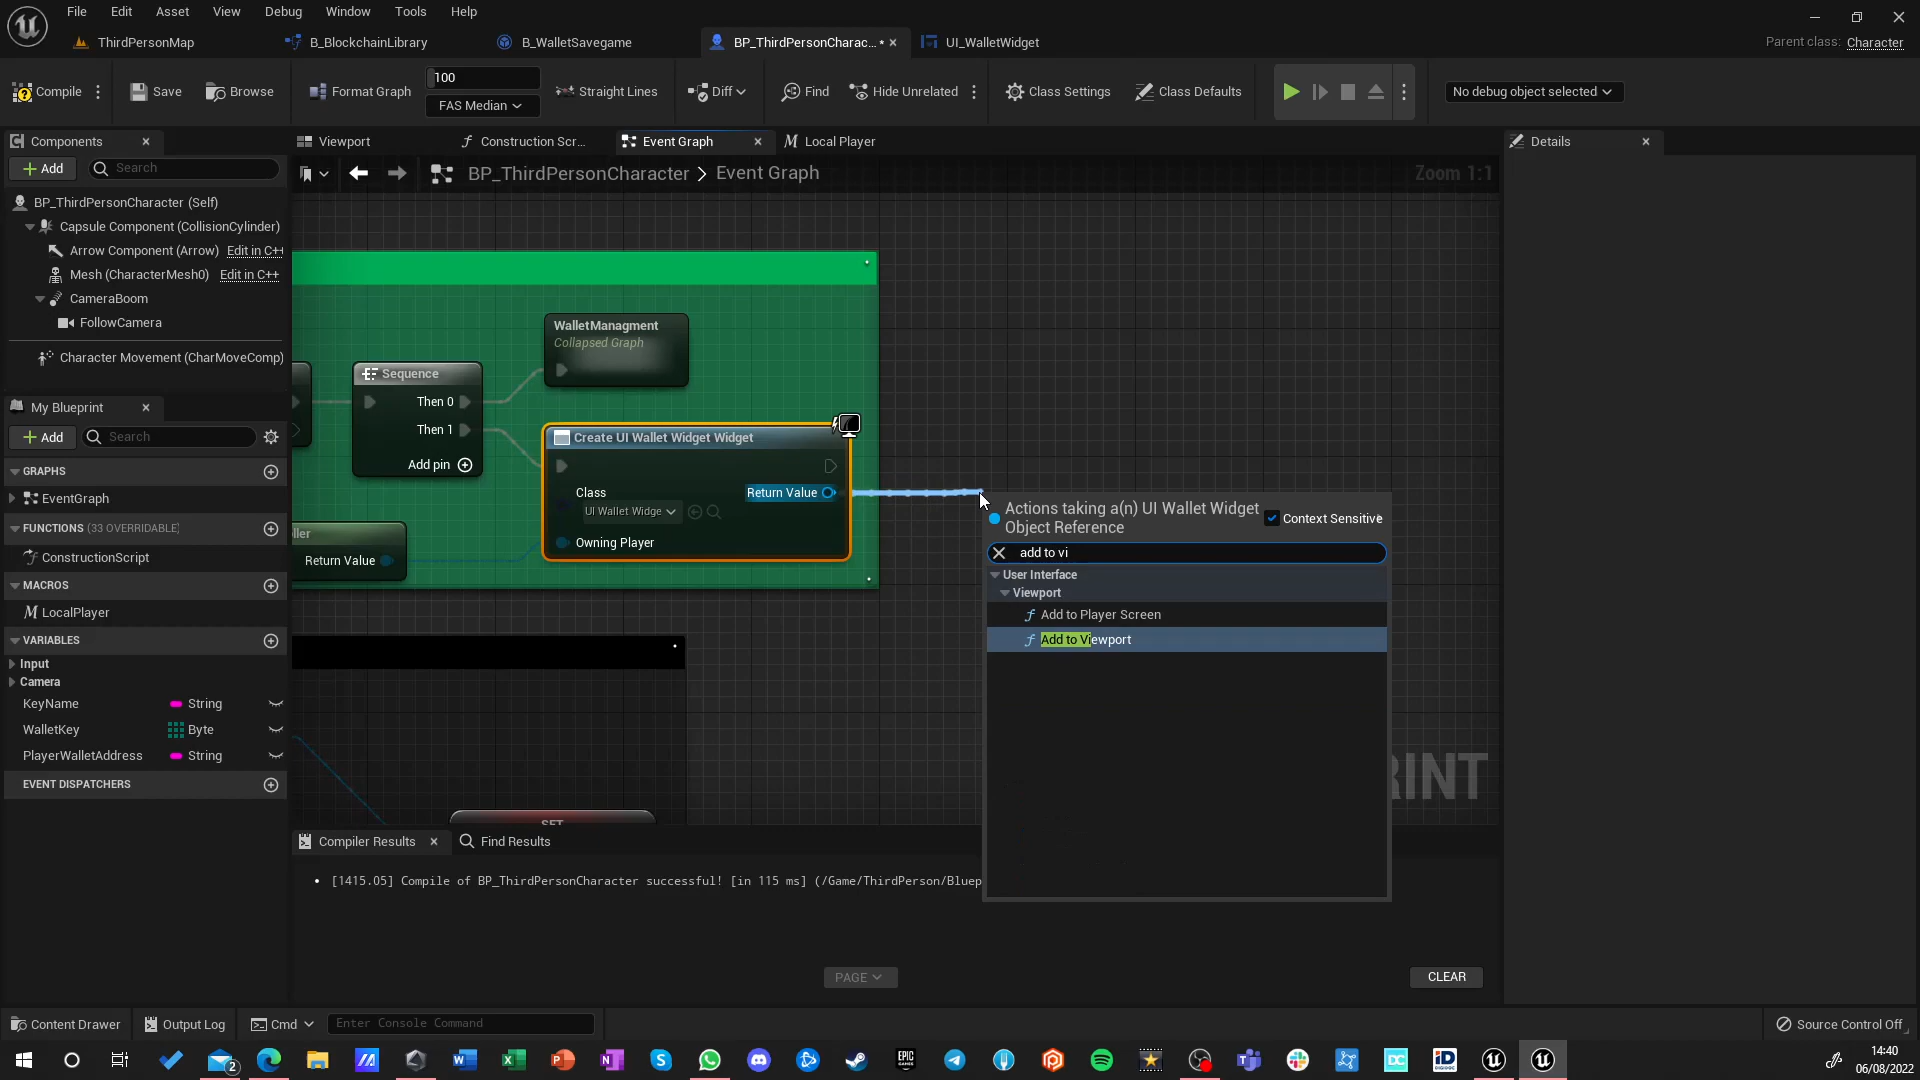 File Edit Asset View Debug Window Tools Help
ThirdPersonMap B_BlockchainLibrary B_WalletSavegame BP_ThirdPersonCharac... • UI_WalletWidget Parent class: Character
Compile Save Browse Format Graph 100 Straight Lines Diff Find Hide Unrelated Class Settings Class Defaults No debug object selected
FAS Median
Components Viewport Construction Scr... Event Graph Local Player Details
Add Search BP_ThirdPersonCharacter > Event Graph Zoom 1:1
BP_ThirdPersonCharacter (Self)
Capsule Component (CollisionCylinder)
Arrow Component (Arrow) Edit in C++
Mesh (CharacterMesh0) Edit in C++
CameraBoom
FollowCamera
Character Movement (CharMoveComp)
WalletManagment
Collapsed Graph
Sequence
Then 0
Then 1
Add pin
Create UI Wallet Widget Widget
Class Return Value
UI Wallet Widge
Owning Player
ller
Return Value
My Blueprint
Add Search
GRAPHS
EventGraph
FUNCTIONS (33 OVERRIDABLE)
ConstructionScript
MACROS
LocalPlayer
VARIABLES
Input
Camera
KeyName String
WalletKey Byte
PlayerWalletAddress String
EVENT DISPATCHERS
Actions taking a(n) UI Wallet Widget
Object Reference
Context Sensitive
add to vi
User Interface
Viewport
Add to Player Screen
Add to Viewport
RINT
SET
Compiler Results Find Results
• [1415.05] Compile of BP_ThirdPersonCharacter successful! [in 115 ms] (/Game/ThirdPerson/Bluep
PAGE CLEAR
Content Drawer Output Log Cmd Enter Console Command Source Control Off
2
EPIC
GAMES
DC
iD
14:40
06/08/2022